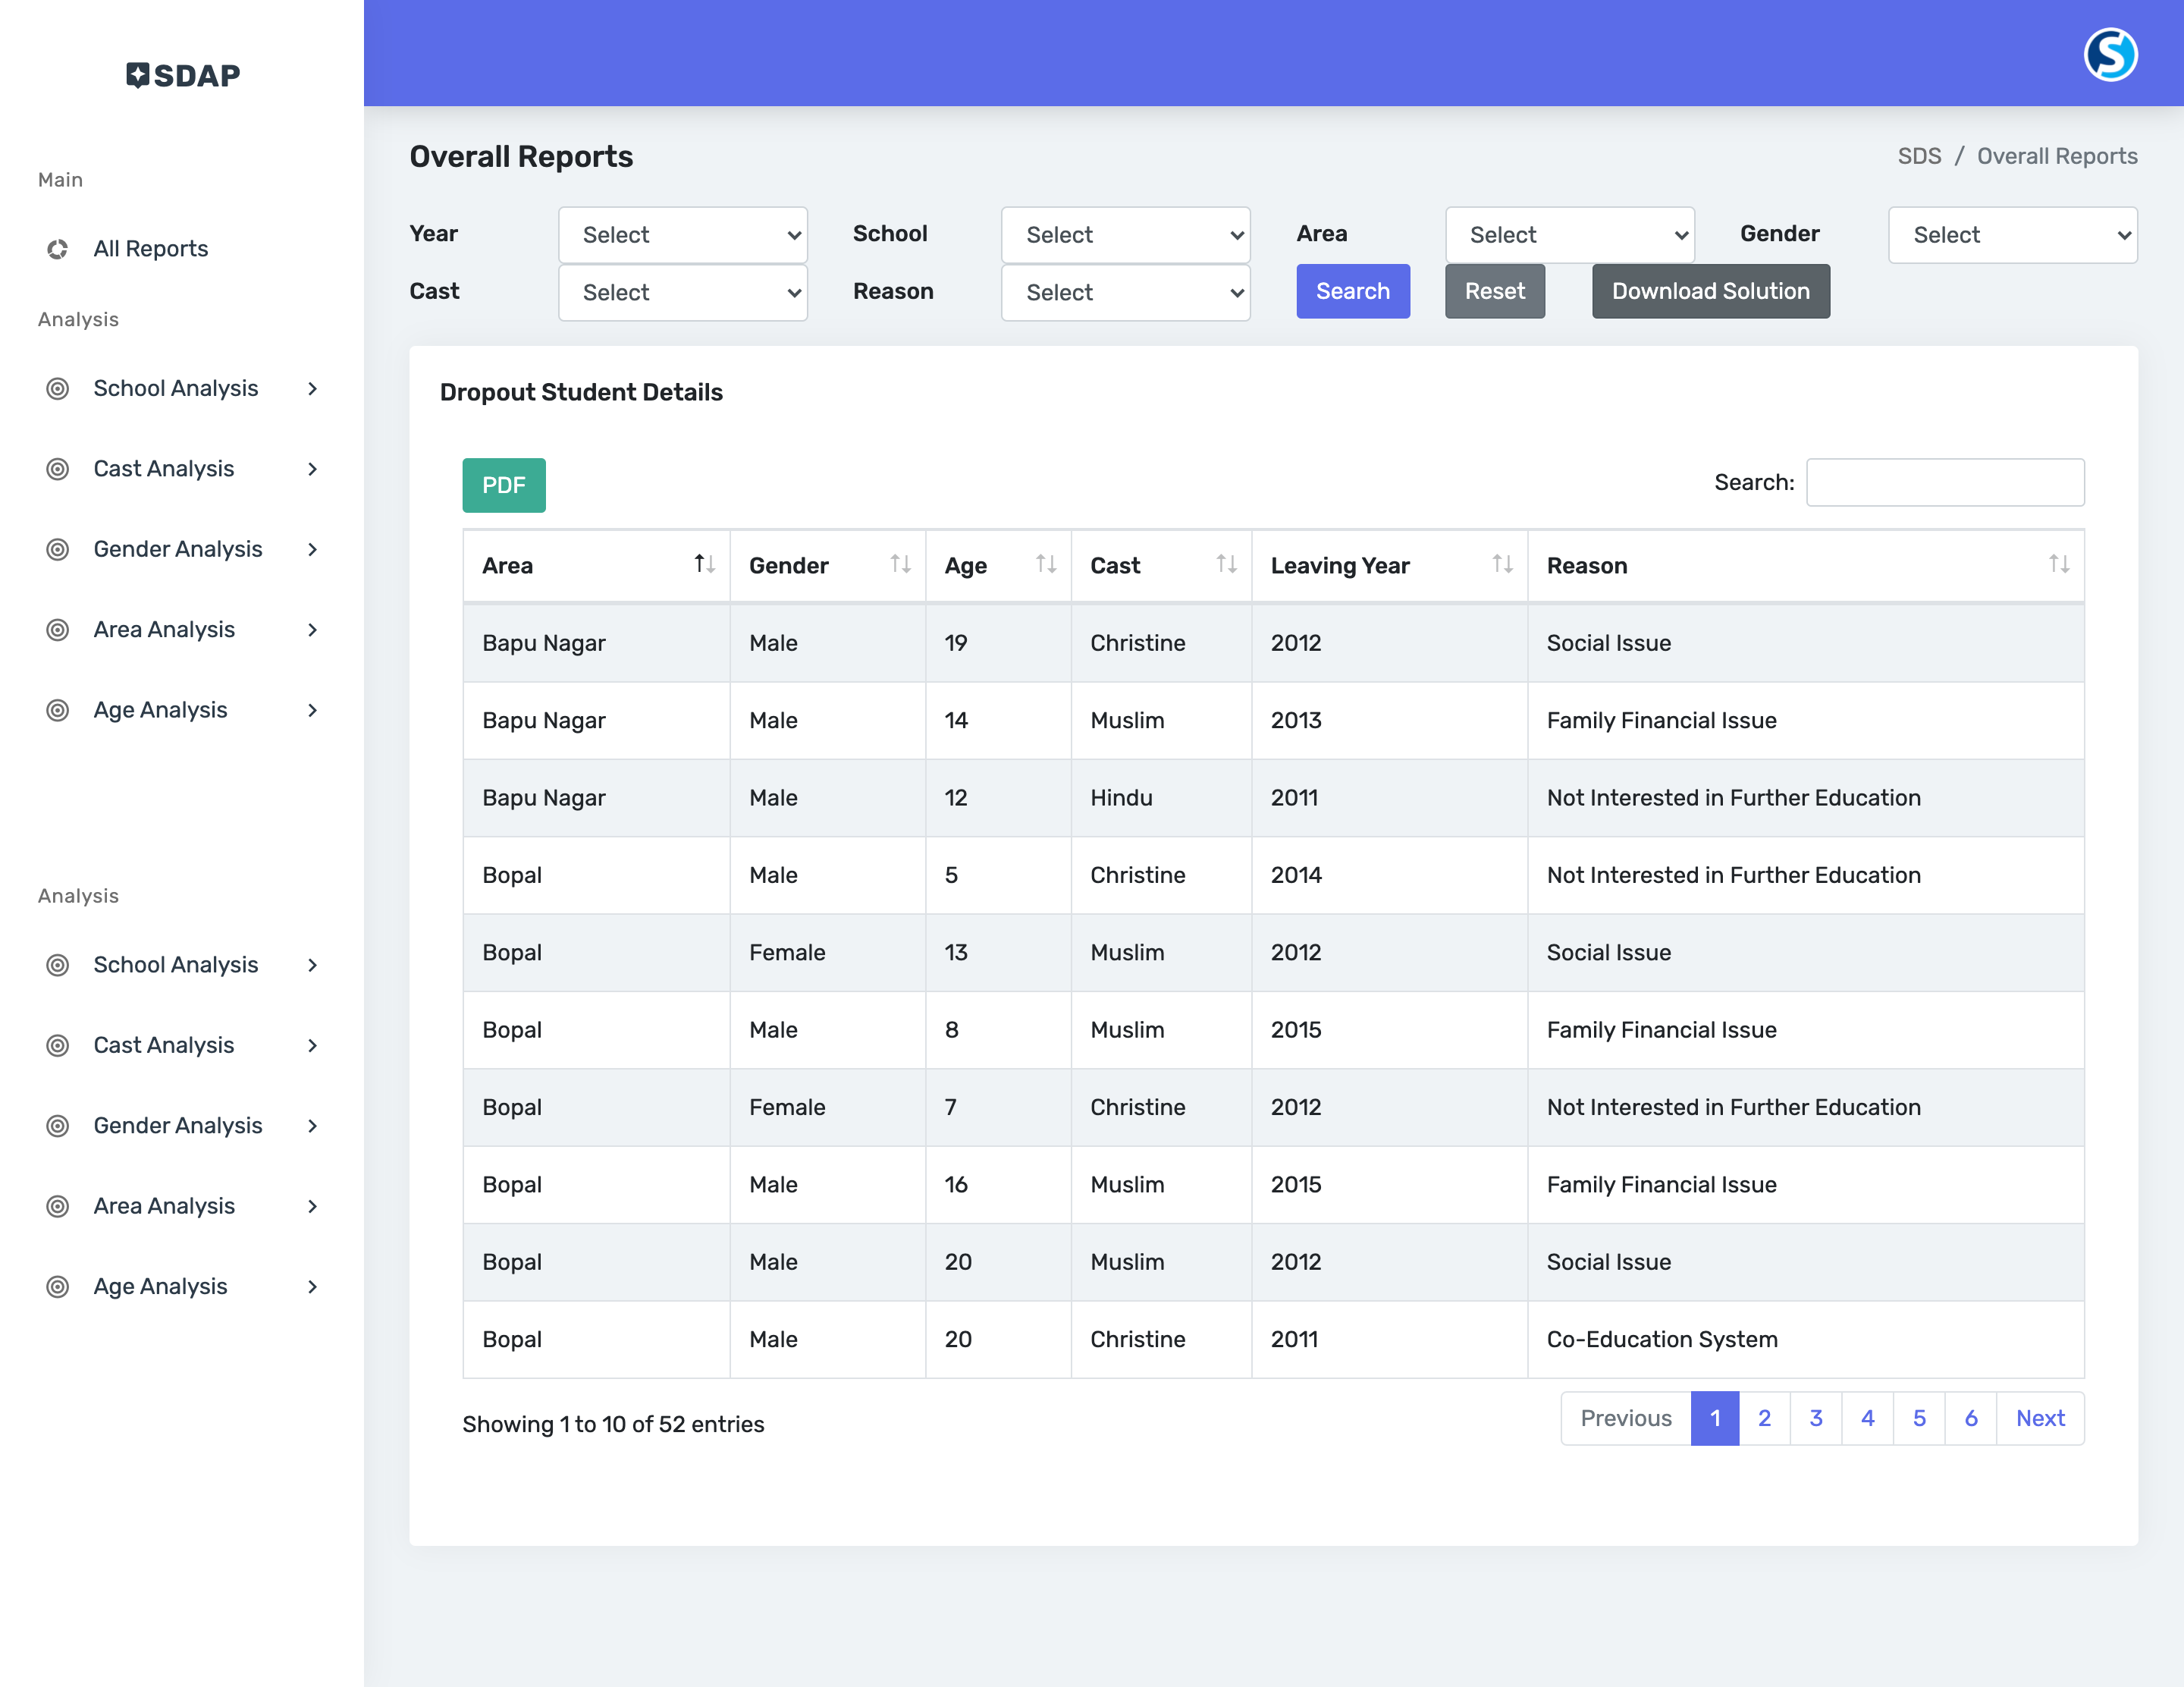 SDAP
Main
All Reports
Analysis
School Analysis
Cast Analysis
Gender Analysis
Area Analysis
Age Analysis
Analysis
School Analysis
Cast Analysis
Gender Analysis
Area Analysis
Age Analysis
S
Overall Reports
SDS / Overall Reports
Year Select School Select Area Select Gender Select
Cast Select Reason Select Search Reset Download Solution
Dropout Student Details
PDF Search:
Area Gender Age Cast Leaving Year Reason
Bapu Nagar Male 19 Christine 2012 Social Issue
Bapu Nagar Male 14 Muslim 2013 Family Financial Issue
Bapu Nagar Male 12 Hindu 2011 Not Interested in Further Education
Bopal Male 5 Christine 2014 Not Interested in Further Education
Bopal Female 13 Muslim 2012 Social Issue
Bopal Male 8 Muslim 2015 Family Financial Issue
Bopal Female 7 Christine 2012 Not Interested in Further Education
Bopal Male 16 Muslim 2015 Family Financial Issue
Bopal Male 20 Muslim 2012 Social Issue
Bopal Male 20 Christine 2011 Co-Education System
Showing 1 to 10 of 52 entries
Previous 1 2 3 4 5 6 Next